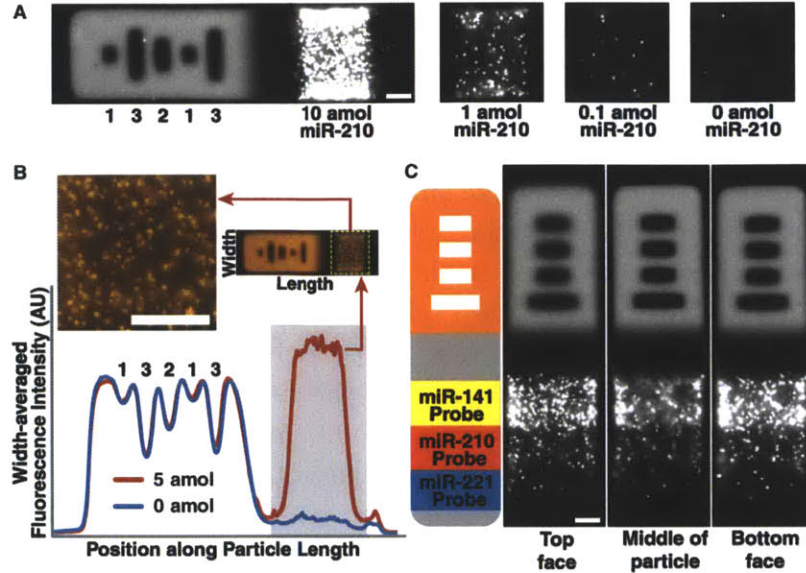 A
1 3 2 1 3
10 amol
miR-210
1 amol
miR-210
0.1 amol
miR-210
0 amol
miR-210
B
Width
Length
Width-averaged
Fluorescence Intensity (AU)
1 3 2 1 3
5 amol
0 amol
Position along Particle Length
C
miR-141
Probe
miR-210
Probe
miR-221
Probe
Top
face
Middle of
particle
Bottom
face